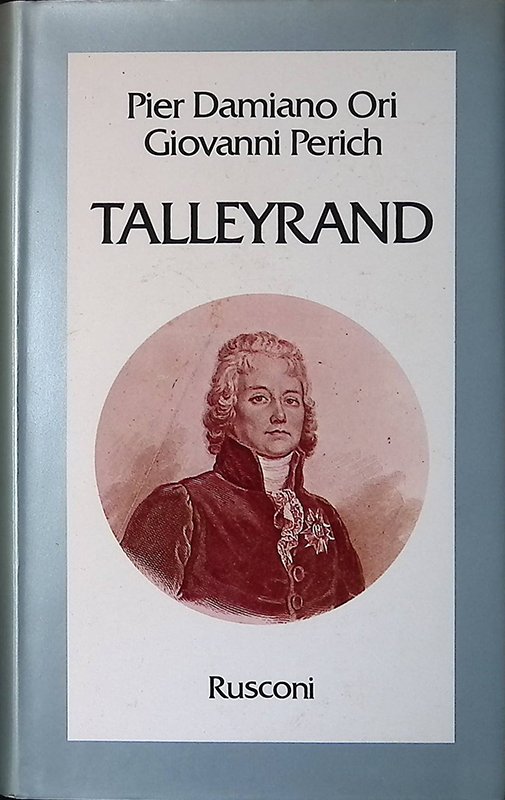 Pier Damiano Ori
Giovanni Perich
TALLEYRAND
Rusconi